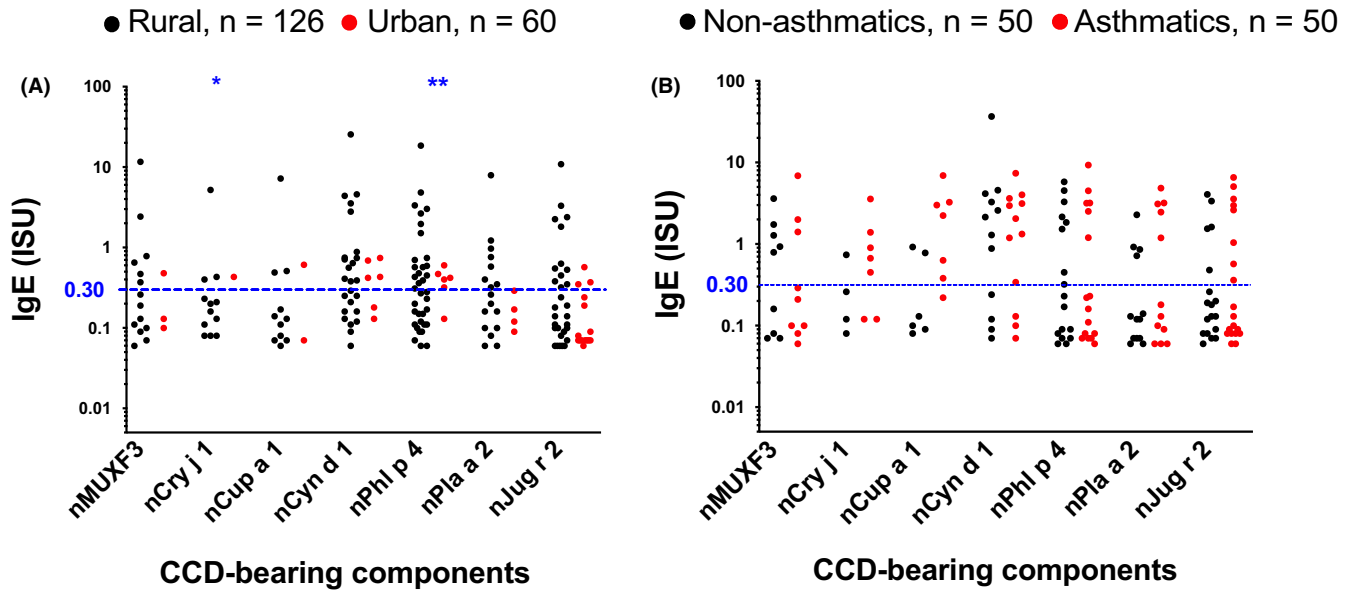 Rural, n = 126 Urban, n = 60
Non-asthmatics, n = 50 Asthmatics, n = 50
(A)
* **
IgE (ISU)
100
10
1
0.30
0.1
0.01
nMUXF3
nCry j 1
nCup a 1
nCyn d 1
nPhl p 4
nPla a 2
nJug r 2
CCD-bearing components
(B)
IgE (ISU)
100
10
1
0.30
0.1
0.01
nMUXF3
nCry j 1
nCup a 1
nCyn d 1
nPhl p 4
nPla a 2
nJug r 2
CCD-bearing components